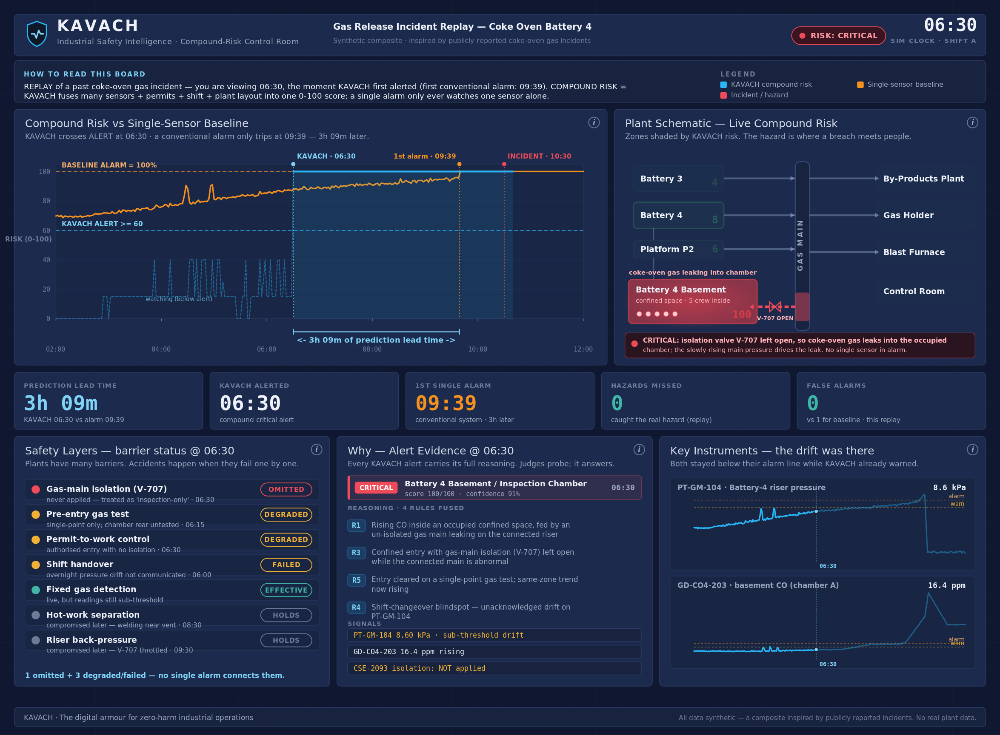 KAVACH
Industrial Safety Intelligence · Compound-Risk Control Room
Gas Release Incident Replay — Coke Oven Battery 4
Synthetic composite · inspired by publicly reported coke-oven gas incidents
RISK: CRITICAL
06:30
SIM CLOCK · SHIFT A
HOW TO READ THIS BOARD
REPLAY of a past coke-oven gas incident — you are viewing 06:30, the moment KAVACH first alerted (first conventional alarm: 09:39). COMPOUND RISK =
KAVACH fuses many sensors + permits + shift + plant layout into one 0-100 score; a single alarm only ever watches one sensor alone.
LEGEND
KAVACH compound risk
Single-sensor baseline
Incident / hazard
Compound Risk vs Single-Sensor Baseline
i
KAVACH crosses ALERT at 06:30 · a conventional alarm only trips at 09:39 — 3h 09m later.
KAVACH · 06:30
1st alarm · 09:39
INCIDENT · 10:30
BASELINE ALARM = 100%
100
80
KAVACH ALERT >= 60
60
RISK (0-100)
40
20
watching (below alert)
0
<- 3h 09m of prediction lead time ->
02:00
04:00
06:00
08:00
10:00
12:00
Plant Schematic — Live Compound Risk
i
Zones shaded by KAVACH risk. The hazard is where a breach meets people.
Battery 3
4
By-Products Plant
Battery 4
8
Gas Holder
GAS MAIN
Platform P2
6
Blast Furnace
coke-oven gas leaking into chamber
Battery 4 Basement
confined space · 5 crew inside
100
V-707 OPEN
Control Room
CRITICAL: isolation valve V-707 left open, so coke-oven gas leaks into the occupied
chamber; the slowly-rising main pressure drives the leak. No single sensor in alarm.
PREDICTION LEAD TIME
3h 09m
KAVACH 06:30 vs alarm 09:39
KAVACH ALERTED
06:30
compound critical alert
1ST SINGLE ALARM
09:39
conventional system · 3h later
HAZARDS MISSED
0
caught the real hazard (replay)
FALSE ALARMS
0
vs 1 for baseline · this replay
Safety Layers — barrier status @ 06:30
i
Plants have many barriers. Accidents happen when they fail one by one.
Gas-main isolation (V-707)
OMITTED
never applied — treated as 'inspection-only' · 06:30
Pre-entry gas test
DEGRADED
single-point only; chamber rear untested · 06:15
Permit-to-work control
DEGRADED
authorised entry with no isolation · 06:30
Shift handover
FAILED
overnight pressure drift not communicated · 06:00
Fixed gas detection
EFFECTIVE
live, but readings still sub-threshold
Hot-work separation
HOLDS
compromised later — welding near vent · 08:30
Riser back-pressure
HOLDS
compromised later — V-707 throttled · 09:30
1 omitted + 3 degraded/failed — no single alarm connects them.
Why — Alert Evidence @ 06:30
i
Every KAVACH alert carries its full reasoning. Judges probe; it answers.
CRITICAL
Battery 4 Basement / Inspection Chamber
score 100/100 · confidence 91%
06:30
REASONING · 4 RULES FUSED
R1
Rising CO inside an occupied confined space, fed by an
un-isolated gas main leaking on the connected riser
R3
Confined entry with gas-main isolation (V-707) left open
while the connected main is abnormal
R5
Entry cleared on a single-point gas test; same-zone trend
now rising
R4
Shift-changeover blindspot — unacknowledged drift on
PT-GM-104
SIGNALS
PT-GM-104 8.60 kPa · sub-threshold drift
GD-CO4-203 16.4 ppm rising
CSE-2093 isolation: NOT applied
Key Instruments — the drift was there
i
Both stayed below their alarm line while KAVACH already warned.
PT-GM-104 · Battery-4 riser pressure
8.6 kPa
alarm
warn
06:30
GD-CO4-203 · basement CO (chamber A)
16.4 ppm
alarm
warn
06:30
KAVACH · The digital armour for zero-harm industrial operations
All data synthetic — a composite inspired by publicly reported incidents. No real plant data.